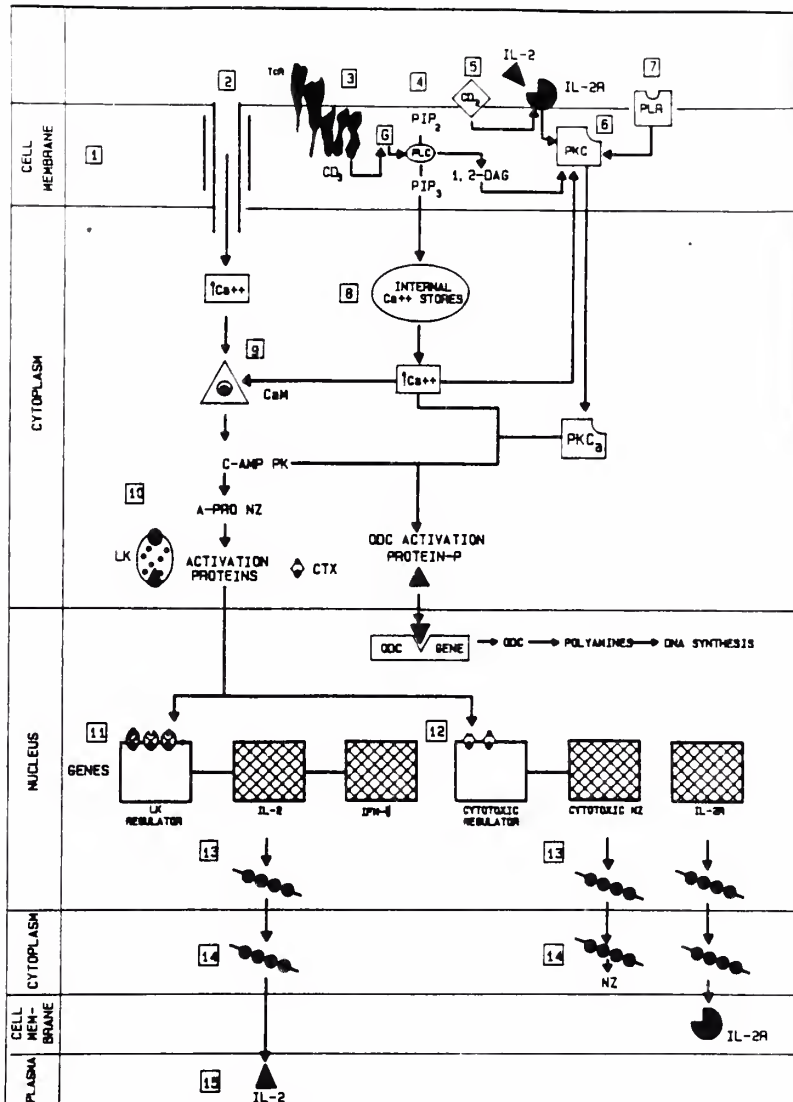 IL-2
2
TcR
3
4
5
IL-2R
7
CD2
PLR
CELL MEMBRANE
1
PIP2
G
PLC
6
PKC
CD3
1, 2-DAG
PIP3
CYTOPLASM
↑Ca++
8
INTERNAL
Ca++ STORES
9
CaM
↑Ca++
PKCa
C-AMP PK
10
A-PRO NZ
LK
ACTIVATION
PROTEINS
CTX
ODC ACTIVATION
PROTEIN-P
NUCLEUS
ODC GENE
ODC
POLYAMINES
DNA SYNTHESIS
11
12
GENES
LK
REGULATOR
IL-2
IFN-γ
CYTOTOXIC
REGULATOR
CYTOTOXIC NZ
IL-2R
13
13
CYTOPLASM
14
14
NZ
CELL MEM-
BRANE
IL-2R
PLASMA
15
IL-2